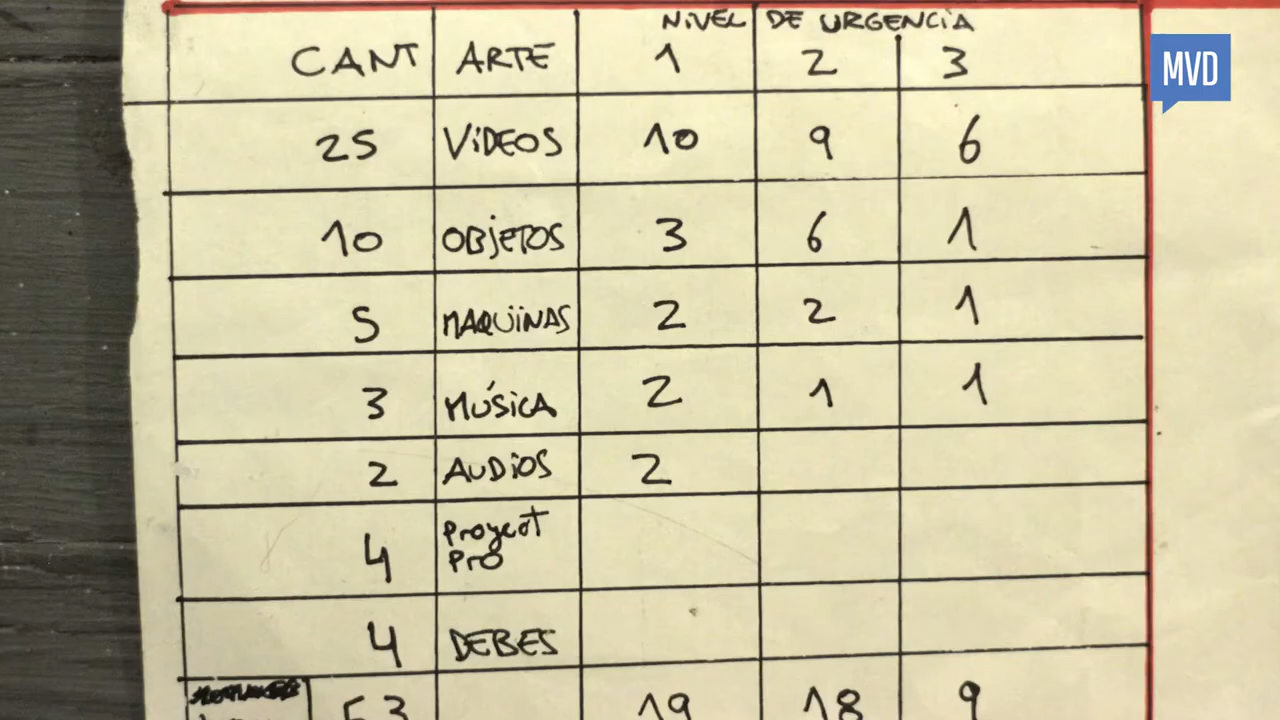 NIVEL DE URGENCIA
CANT ARTE 1 2 3
25 VIDEOS 10 9 6
10 OBJETOS 3 6 1
5 MAQUINAS 2 2 1
3 MÚSICA 2 1 1
2 AUDIOS 2
4 Proyect
Pro
4 DEBES
53 19 18 9
MVD